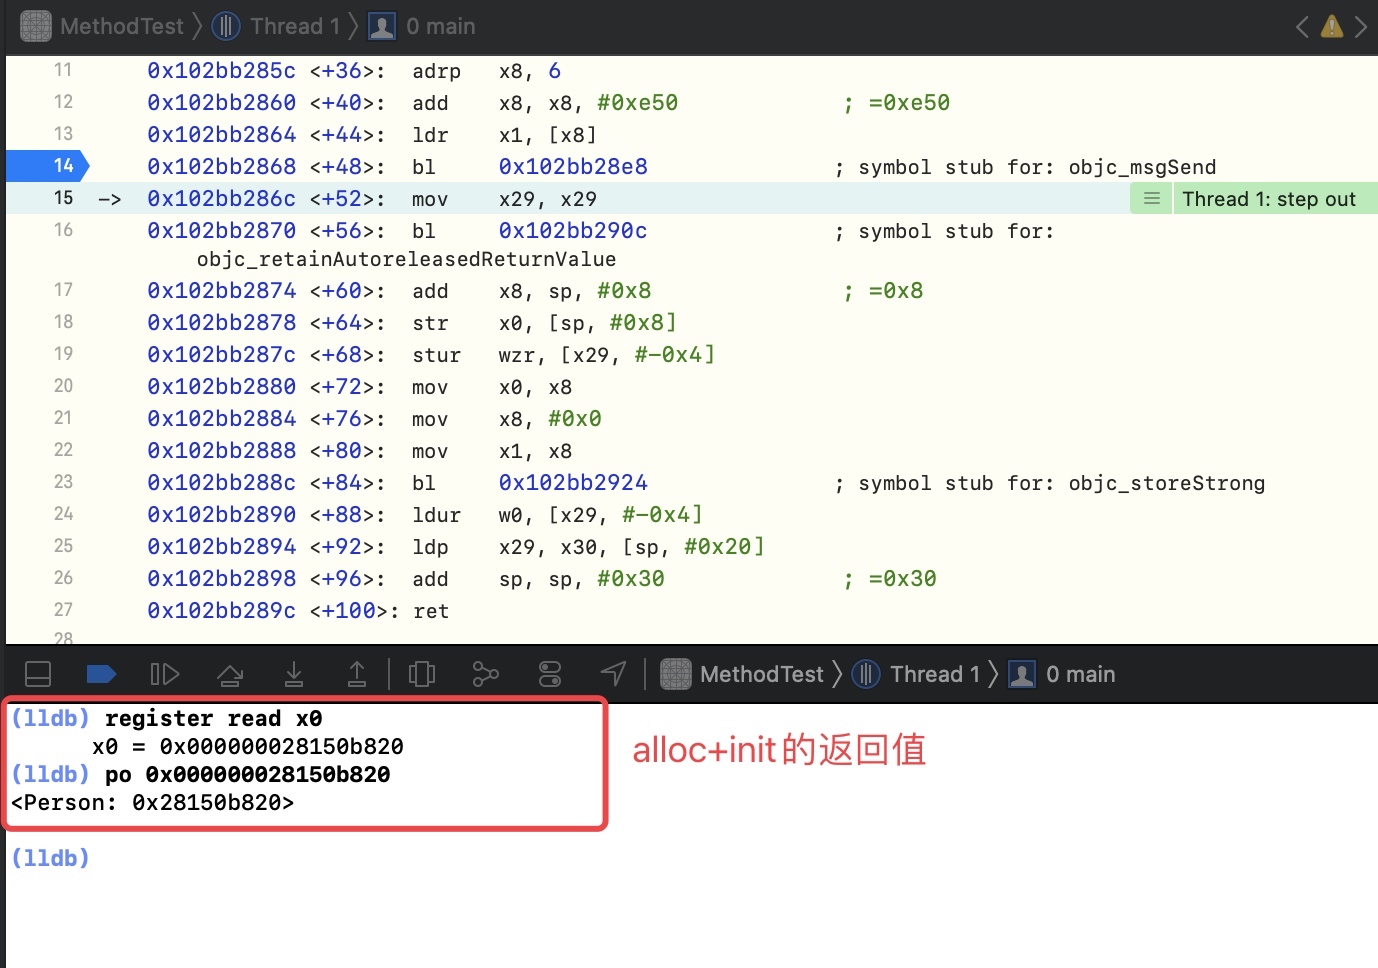 MethodTest Thread 1 0 main
11 0x102bb285c <+36>: adrp x8, 6
12 0x102bb2860 <+40>: add x8, x8, #0xe50 ; =0xe50
13 0x102bb2864 <+44>: ldr x1, [x8]
14 0x102bb2868 <+48>: bl 0x102bb28e8 ; symbol stub for: objc_msgSend
15 -> 0x102bb286c <+52>: mov x29, x29 Thread 1: step out
16 0x102bb2870 <+56>: bl 0x102bb290c ; symbol stub for:
objc_retainAutoreleasedReturnValue
17 0x102bb2874 <+60>: add x8, sp, #0x8 ; =0x8
18 0x102bb2878 <+64>: str x0, [sp, #0x8]
19 0x102bb287c <+68>: stur wzr, [x29, #-0x4]
20 0x102bb2880 <+72>: mov x0, x8
21 0x102bb2884 <+76>: mov x8, #0x0
22 0x102bb2888 <+80>: mov x1, x8
23 0x102bb288c <+84>: bl 0x102bb2924 ; symbol stub for: objc_storeStrong
24 0x102bb2890 <+88>: ldur w0, [x29, #-0x4]
25 0x102bb2894 <+92>: ldp x29, x30, [sp, #0x20]
26 0x102bb2898 <+96>: add sp, sp, #0x30 ; =0x30
27 0x102bb289c <+100>: ret
28
MethodTest Thread 1 0 main
(lldb) register read x0
x0 = 0x000000028150b820
(lldb) po 0x000000028150b820
<Person: 0x28150b820>
alloc+init的返回值
(lldb)